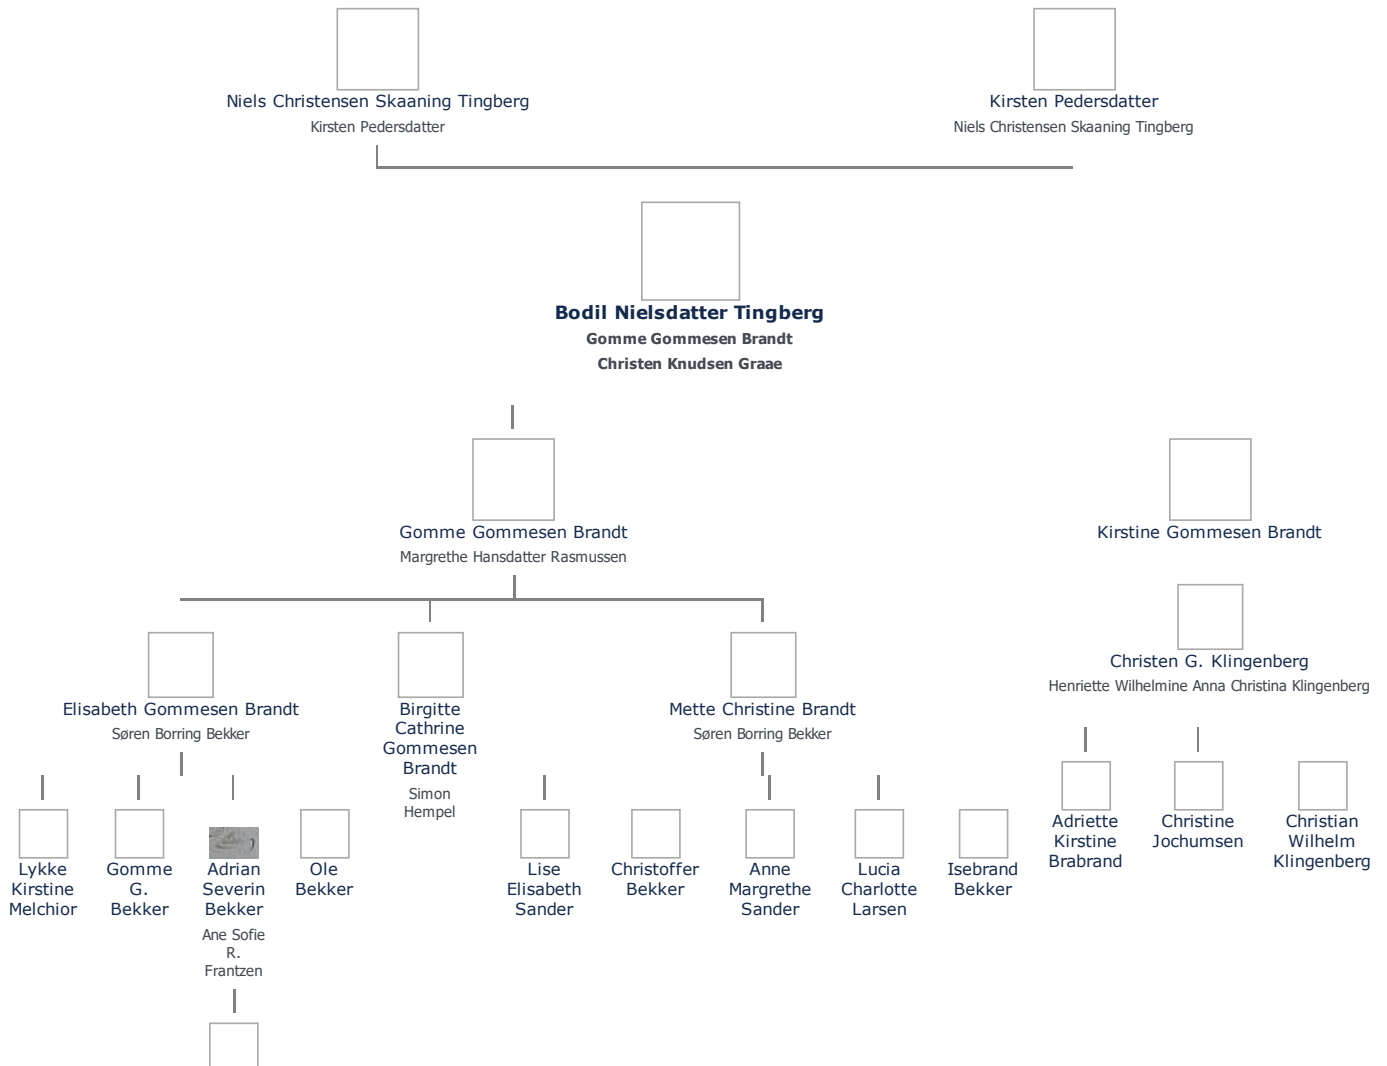 Niels Christensen Skaaning Tingberg
Kirsten Pedersdatter
Kirsten Pedersdatter
Niels Christensen Skaaning Tingberg
Bodil Nielsdatter Tingberg
Gomme Gommesen Brandt
Christen Knudsen Graae
Gomme Gommesen Brandt
Margrethe Hansdatter Rasmussen
Kirstine Gommesen Brandt
Elisabeth Gommesen Brandt
Søren Borring Bekker
Birgitte
Cathrine
Gommesen
Brandt
Simon
Hempel
Mette Christine Brandt
Søren Borring Bekker
Christen G. Klingenberg
Henriette Wilhelmine Anna Christina Klingenberg
Lykke
Kirstine
Melchior
Gomme
G.
Bekker
Adrian
Severin
Bekker
Ane Sofie
R.
Frantzen
Ole
Bekker
Lise
Elisabeth
Sander
Christoffer
Bekker
Anne
Margrethe
Sander
Lucia
Charlotte
Larsen
Isebrand
Bekker
Adriette
Kirstine
Brabrand
Christine
Jochumsen
Christian
Wilhelm
Klingenberg